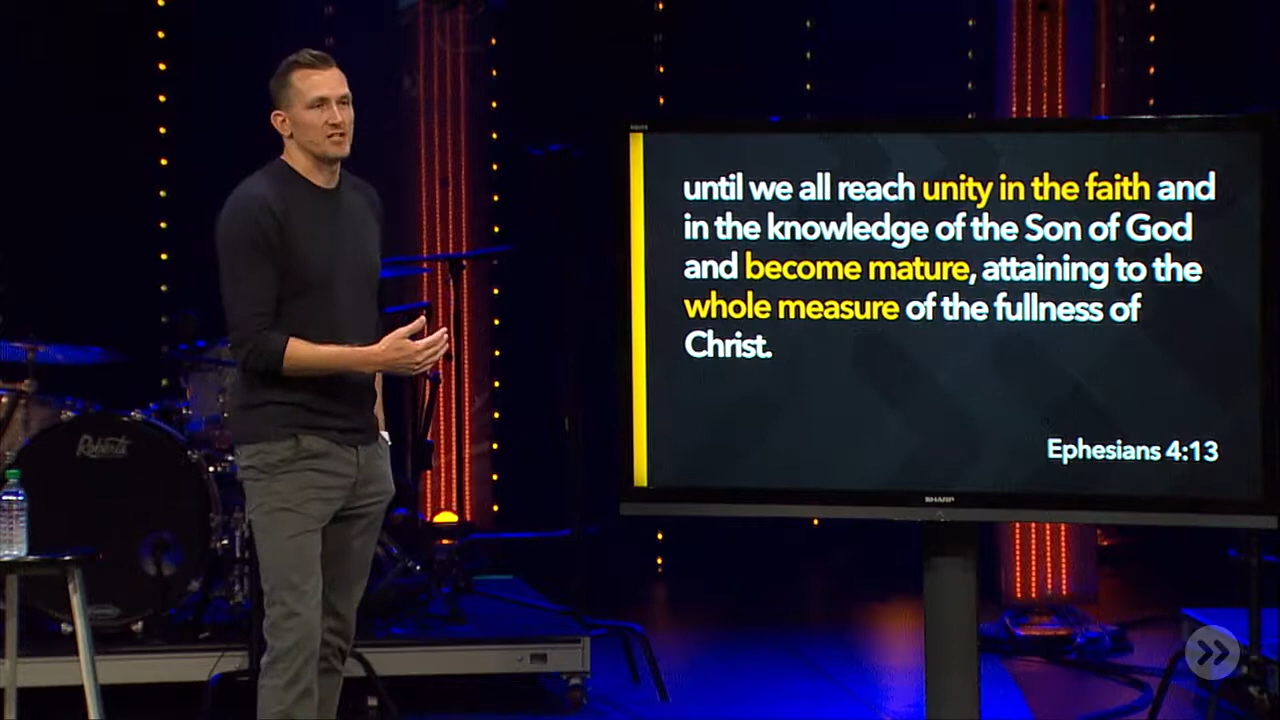 until we all reach unity in the faith and
in the knowledge of the Son of God
and become mature, attaining to the
whole measure of the fullness of
Christ.
Ephesians 4:13
SHARP
Roberts